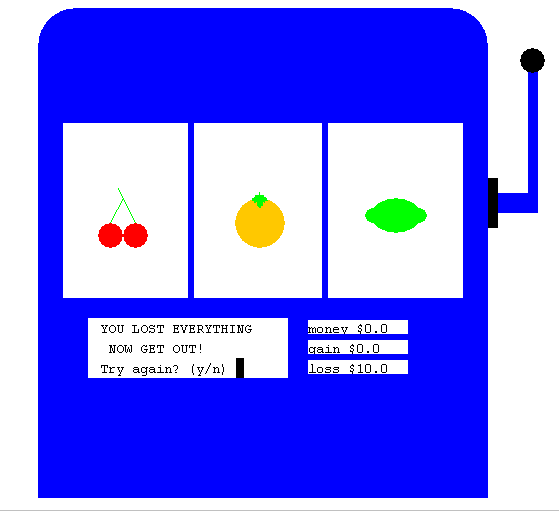 YOU LOST EVERYTHING
NOW GET OUT!
Try again? (y/n)
money $0.0
gain $0.0
loss $10.0